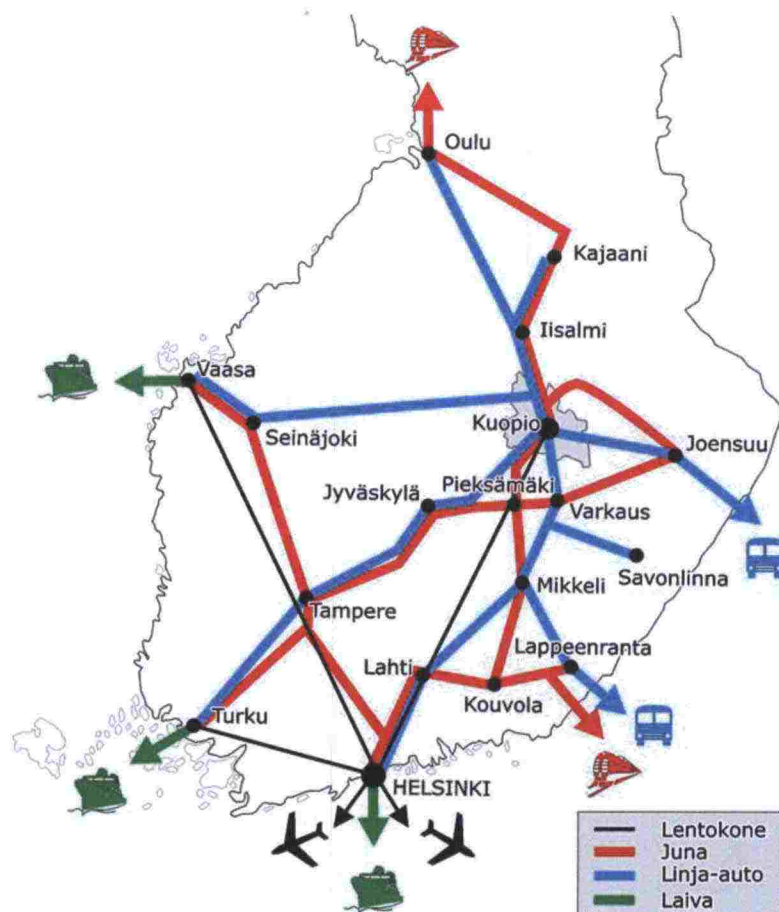 Oulu
Kajaani
Iisalmi
Vaasa
Seinäjoki
Kuopio
Joensuu
Jyväskylä
Pieksämäki
Varkaus
Savonlinna
Mikkeli
Tampere
Lappeenranta
Lahti
Kouvola
Turku
HELSINKI
Lentokone
Juna
Linja-auto
Laiva